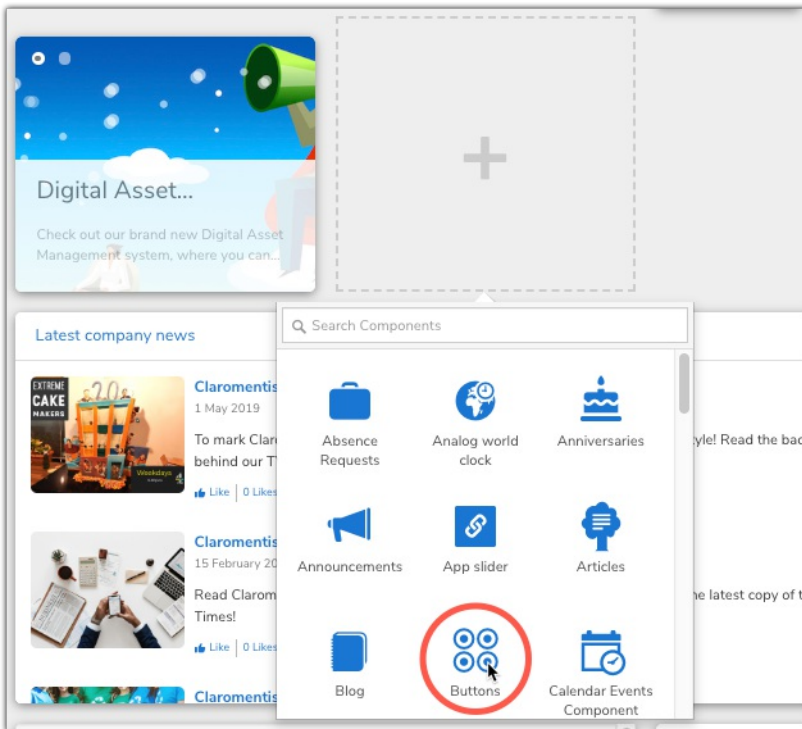 Digital Asset...
Check out our brand new Digital Asset
Management system, where you can...
Search Components
Absence
Requests
Analog world
clock
Anniversaries
Announcements
App slider
Articles
Blog
Buttons
Calendar Events
Component
Latest company news
EXTREME
CAKE
MAKERS
2.0
Weekdays
Claromentis
1 May 2019
To mark Clar
behind our T
Like
0 Likes
yle! Read the bac
Claromentis
15 February 20
Read Clarom
Times!
Like
0 Likes
he latest copy of t
Claromentis